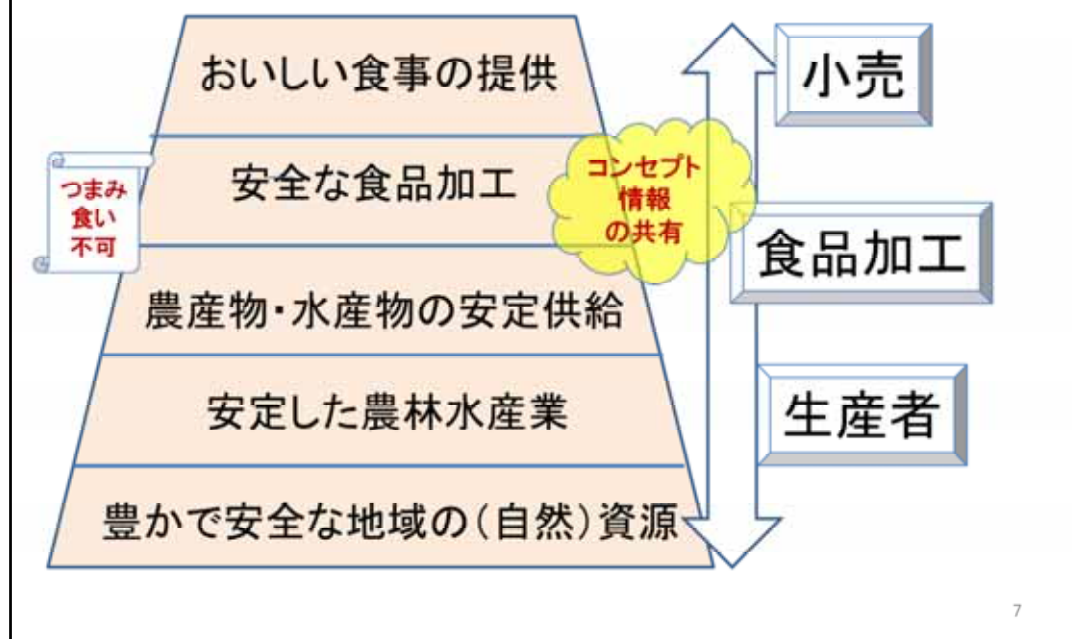 おいしい食事の提供
安全な食品加工
農産物・水産物の安定供給
安定した農林水産業
豊かで安全な地域の(自然)資源
つまみ
食い
不可
コンセプト
情報
の共有
小売
食品加工
生産者
7